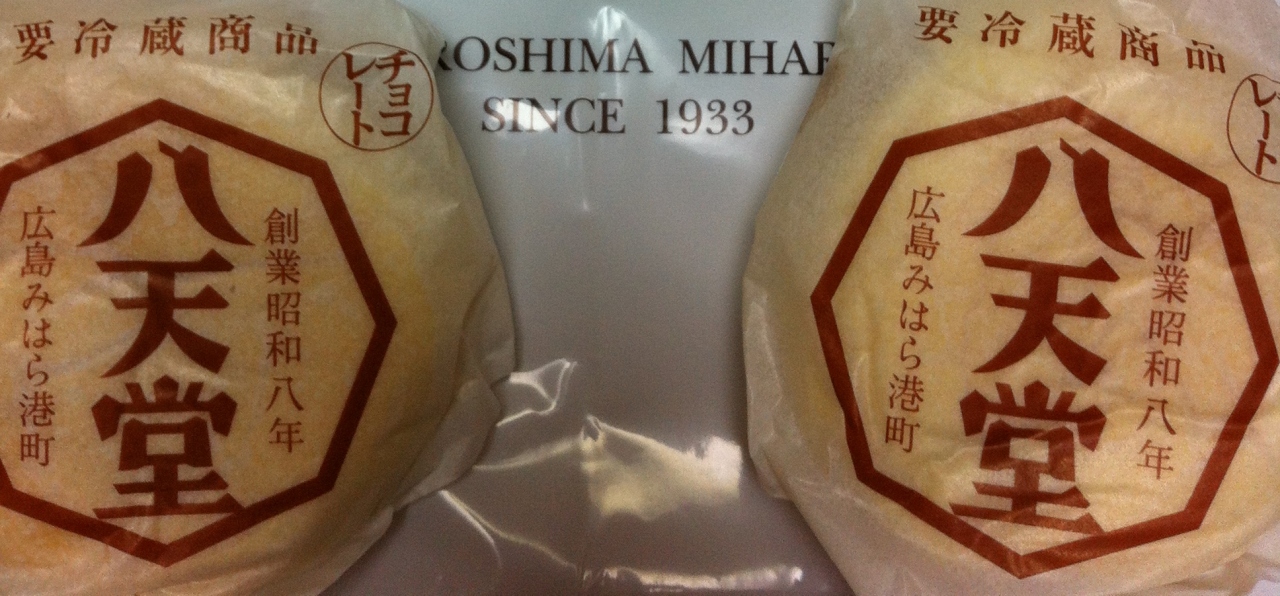 要冷蔵商品
チョコ
レート
創業昭和八年
八天堂
広島みはら港町
ROSHIMA MIHAR
SINCE 1933
要冷蔵商品
レート
創業昭和八年
八天堂
広島みはら港町